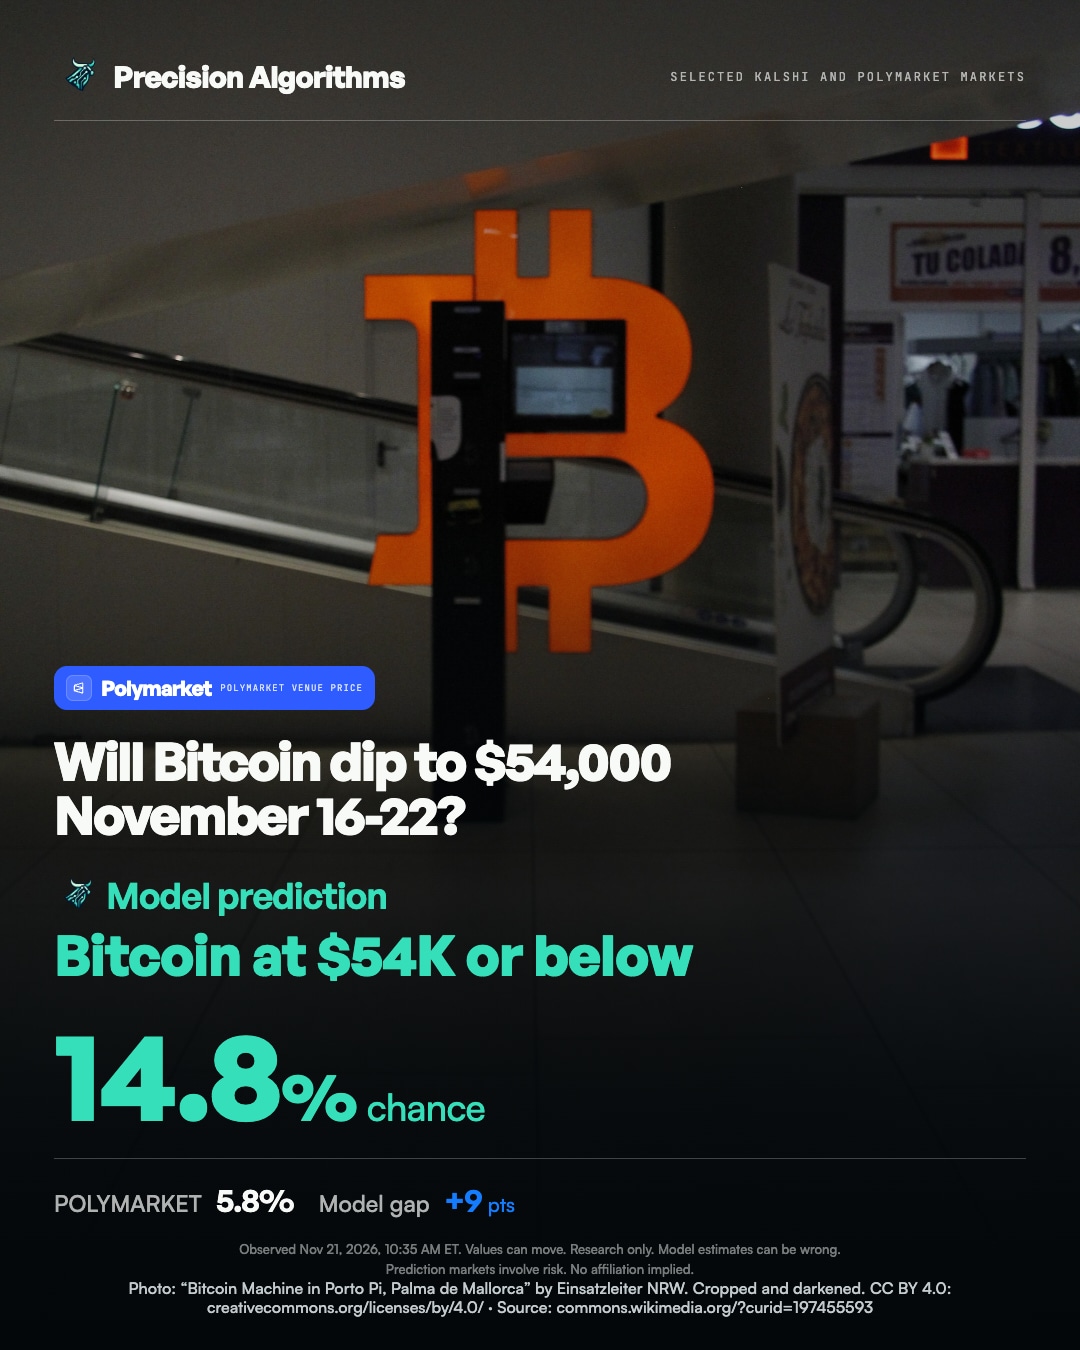 Precision Algorithms
SELECTED KALSHI AND POLYMARKET MARKETS
TU COLADA
8,
Polymarket POLYMARKET VENUE PRICE
Will Bitcoin dip to $54,000
November 16-22?
Model prediction
Bitcoin at $54K or below
14.8% chance
POLYMARKET 5.8% Model gap +9 pts
Observed Nov 21, 2026, 10:35 AM ET. Values can move. Research only. Model estimates can be wrong.
Prediction markets involve risk. No affiliation implied.
Photo: “Bitcoin Machine in Porto Pi, Palma de Mallorca” by Einsatzleiter NRW. Cropped and darkened. CC BY 4.0:
creativecommons.org/licenses/by/4.0/ · Source: commons.wikimedia.org/?curid=197455593